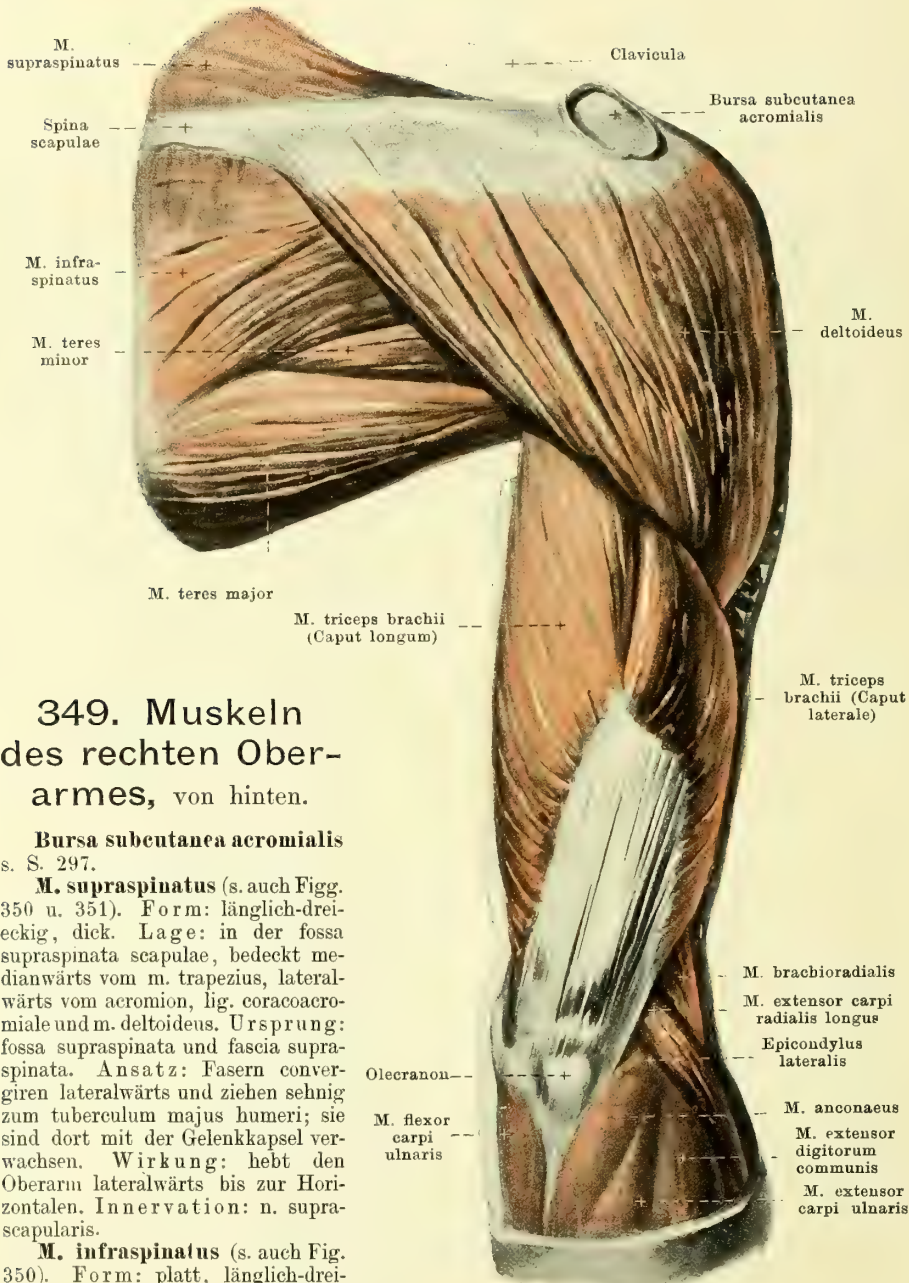 M.
supraspinatus
Clavicula
Bursa subcutanea
acromialis
Spina
scapulae
M. infra-
spinatus
M. teres
minor
M.
deltoideus
M. teres major
M. triceps brachii
(Caput longum)
M. triceps
brachii (Caput
laterale)
349. Muskeln
des rechten Ober-
armes, von hinten.
Bursa subcutanea acromialis
s. S. 297.
M. supraspinatus (s. auch Figg.
350 u. 351). Form: länglich-drei-
eckig, dick. Lage: in der fossa
supraspinata scapulae, bedeckt me-
dianwärts vom m. trapezius, lateral-
wärts vom acromion, lig. coracoacro-
miale und m. deltoideus. Ursprung:
fossa supraspinata und fascia supra-
spinata. Ansatz: Fasern conver-
giren lateralwärts und ziehen sehnig
zum tuberculum majus humeri; sie
sind dort mit der Gelenkkapsel ver-
wachsen. Wirkung: hebt den
Oberarm lateralwärts bis zur Hori-
zontalen. Innervation: n. supra-
scapularis.
M. infraspinatus (s. auch Fig.
350). Form: platt, länglich-drei-
M. brachioradialis
M. extensor carpi
radialis longus
Epicondylus
lateralis
Olecranon
M. flexor
carpi
ulnaris
M. anconaeus
M. extensor
digitorum
communis
M. extensor
carpi ulnaris